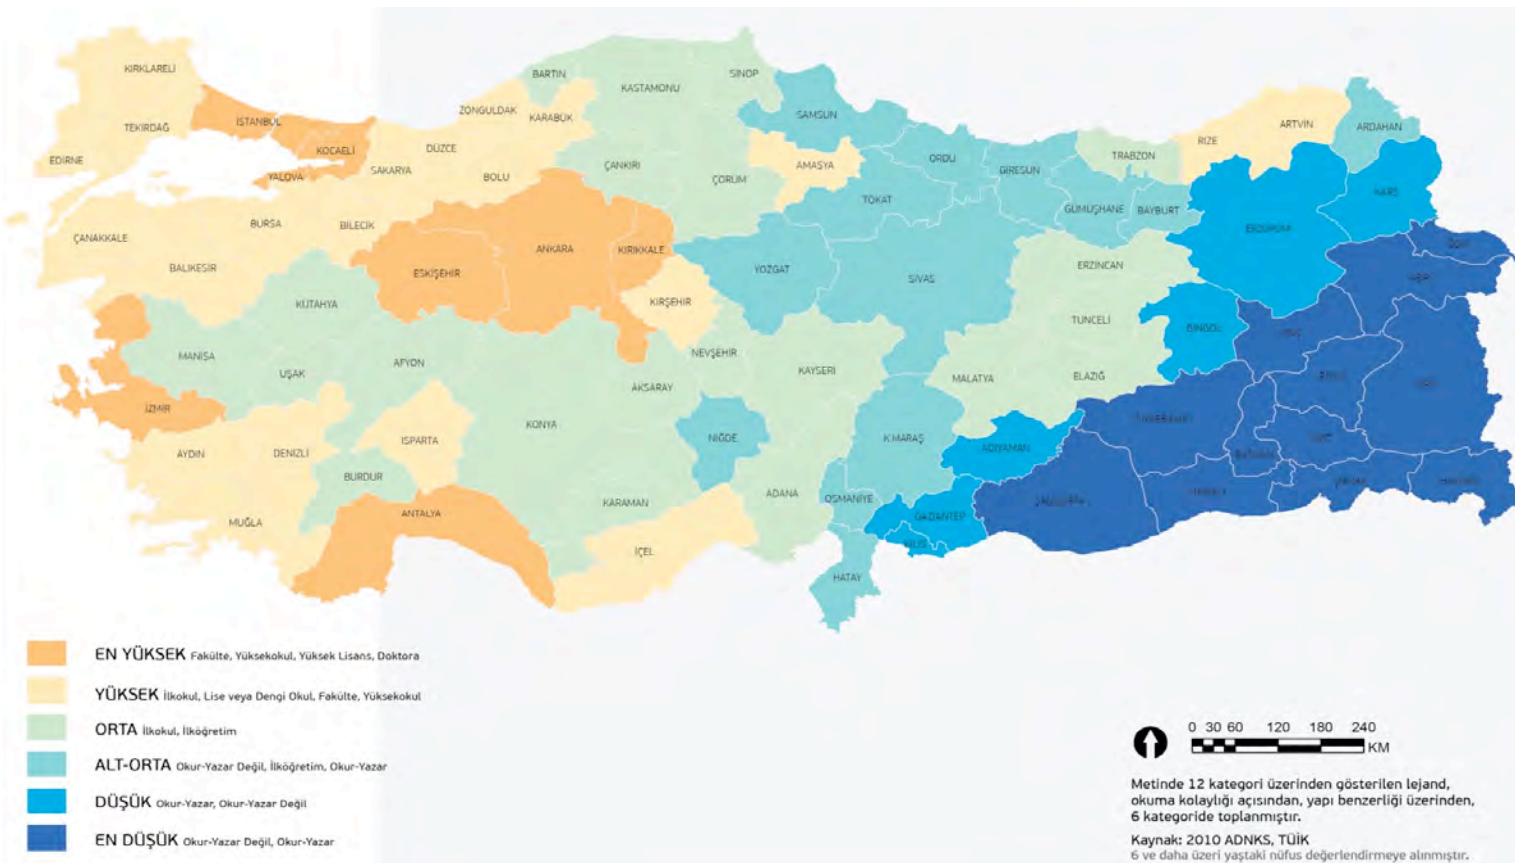 KIRKLARELİ
TEKİRDAĞ
EDİRNE
İSTANBUL
KOCAELİ
YALOVA
SAKARYA
DÜZCE
ZONGULDAK
BARTIN
KARABÜK
KASTAMONU
SİNOP
BOLU
ÇANKIRI
ÇORUM
SAMSUN
AMASYA
ORDU
GİRESUN
TOKAT
TRABZON
RİZE
ARTVİN
ARDAHAN
GÜMÜŞHANE
BAYBURT
KARS
ERZURUM
ÇANAKKALE
BALIKESİR
BURSA
BİLECİK
ESKİŞEHİR
ANKARA
KIRIKKALE
YOZGAT
SİVAS
ERZİNCAN
TUNCELİ
BİNGÖL
KÜTAHYA
MANİSA
UŞAK
AFYON
KIRŞEHİR
NEVŞEHİR
KAYSERİ
MALATYA
ELAZIĞ
İZMİR
AYDIN
DENİZLİ
ISPARTA
BURDUR
KONYA
AKSARAY
NİĞDE
K.MARAŞ
ADIYAMAN
MUĞLA
ANTALYA
KARAMAN
İÇEL
ADANA
OSMANİYE
GAZİANTEP
KİLİS
HATAY
EN YÜKSEK Fakülte, Yüksekokul, Yüksek Lisans, Doktora
YÜKSEK İlkokul, Lise veya Dengi Okul, Fakülte, Yüksekokul
ORTA İlkokul, İlköğretim
ALT-ORTA Okur-Yazar Değil, İlköğretim, Okur-Yazar
DÜŞÜK Okur-Yazar, Okur-Yazar Değil
EN DÜŞÜK Okur-Yazar Değil, Okur-Yazar
0 30 60 120 180 240
KM
Metinde 12 kategori üzerinden gösterilen lejand,
okuma kolaylığı açısından, yapı benzerliği üzerinden,
6 kategoride toplanmıştır.
Kaynak: 2010 ADNKS, TÜİK
6 ve daha üzeri yaştaki nüfus değerlendirmeye alınmıştır.